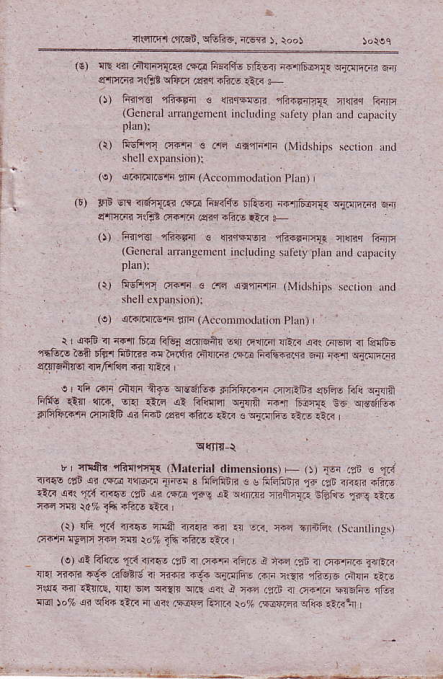 বাংলাদেশ গেজেট, অতিরিক্ত, নভেম্বর ১, ২০০১ ১০২৩৭
(ঙ) মাছ ধরা নৌযানসমূহের ক্ষেত্রে নিম্নবর্ণিত চাহিতব্য নকশাচিত্রসমূহ অনুমোদনের জন্য
প্রশাসনের সংশ্লিষ্ট অফিসে প্রেরণ করিতে হইবে ঃ—
(১) নিরাপত্তা পরিকল্পনা ও ধারণক্ষমতার পরিকল্পনাসমূহ সাধারণ বিন্যাস
(General arrangement including safety plan and capacity
plan);
(২) মিডশিপস্ সেকশন ও শেল এক্সপানশান (Midships section and
shell expansion);
(৩) একোমোডেশন প্ল্যান (Accommodation Plan)।
(চ) ফ্লাট ডাম্ব বার্জসমূহের ক্ষেত্রে নিম্নবর্ণিত চাহিতব্য নকশাচিত্রসমূহ অনুমোদনের জন্য
প্রশাসনের সংশ্লিষ্ট সেকশনে প্রেরণ করিতে হইবে ঃ—
(১) নিরাপত্তা পরিকল্পনা ও ধারণক্ষমতার পরিকল্পনাসমূহ সাধারণ বিন্যাস
(General arrangement including safety plan and capacity
plan);
(২) মিডশিপস্ সেকশন ও শেল এক্সপানশান (Midships section and
shell expansion);
(৩) একোমোডেশন প্ল্যান (Accommodation Plan)।
২। একটি বা নকশা চিত্রে বিভিন্ন প্রয়োজনীয় তথ্য দেখানো যাইবে এবং নোভাল বা প্রিমটিভ
পদ্ধতিতে তৈরী চল্লিশ মিটারের কম দৈর্ঘ্যের নৌযানের ক্ষেত্রে নিবন্ধিকরণের জন্য নক্‌শা অনুমোদনের
প্রয়োজনীয়তা বাদ/শিথিল করা যাইবে।
৩। যদি কোন নৌযান স্বীকৃত আন্তর্জাতিক ক্লাসিফিকেশন সোসাইটির প্রচলিত বিধি অনুযায়ী
নির্মিত হইয়া থাকে, তাহা হইলে এই বিধিমালা অনুযায়ী নকশা চিত্রসমূহ উক্ত আন্তর্জাতিক
ক্লাসিফিকেশন সোসাইটি এর নিকট প্রেরণ করিতে হইবে ও অনুমোদিত হইতে হইবে।
অধ্যায়-২
৮। সামগ্রীর পরিমাপসমূহ (Material dimensions)।— (১) নূতন প্লেট ও পূর্বে
ব্যবহৃত প্লেট এর ক্ষেত্রে যথাক্রমে ন্যূনতম ৪ মিলিমিটার ও ৬ মিলিমিটার পুরু প্লেট ব্যবহার করিতে
হইবে এবং পূর্বে ব্যবহৃত প্লেট এর ক্ষেত্রে পুরুত্ব এই অধ্যায়ের সারণীসমূহে উল্লিখিত পুরুত্ব হইতে
সকল সময় ২৫% বৃদ্ধি করিতে হইবে।
(২) যদি পূর্বে ব্যবহৃত সামগ্রী ব্যবহার করা হয় তবে, সকল স্ক্যান্টলিং (Scantlings)
সেকশন মডুলাস সকল সময় ২০% বৃদ্ধি করিতে হইবে।
(৩) এই বিধিতে পূর্বে ব্যবহৃত প্লেট বা সেকশন বলিতে ঐ সকল প্লেট বা সেকশনকে বুঝাইবে
যাহা সরকার কর্তৃক রেজিষ্টার্ড বা সরকার কর্তৃক অনুমোদিত কোন সংস্থার পরিত্যক্ত নৌযান হইতে
সংগ্রহ করা হইয়াছে, যাহা ভাল অবস্থায় আছে এবং ঐ সকল প্লেটে বা সেকশনে ক্ষয়জনিত গর্তের
মাত্রা ১০% এর অধিক হইবে না এবং ক্ষেত্রফল হিসাবে ২০% ক্ষেত্রফলের অধিক হইবে না।